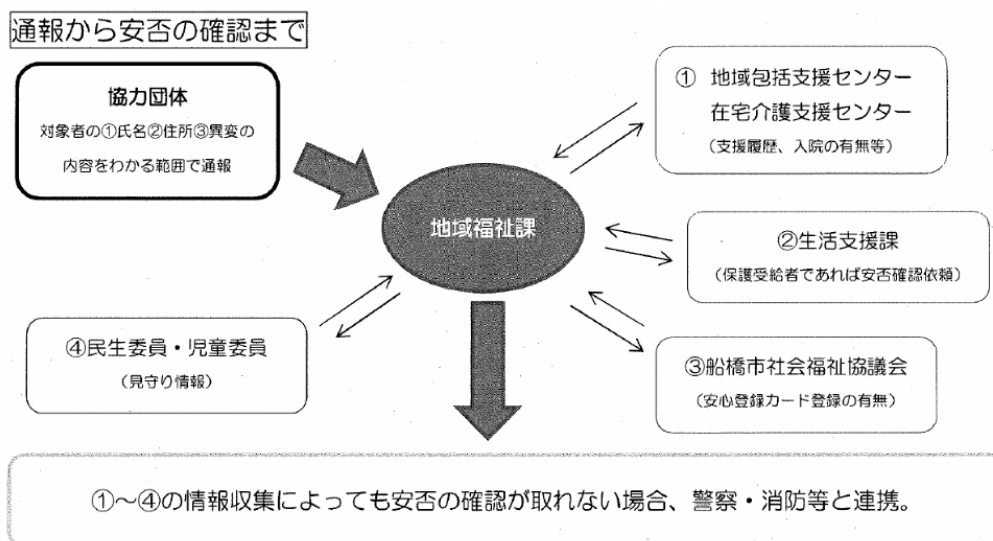 通報から安否の確認まで
協力団体
対象者の①氏名②住所③異変の
内容をわかる範囲で通報
① 地域包括支援センター
在宅介護支援センター
(支援履歴、入院の有無等)
地域福祉課
②生活支援課
(保護受給者であれば安否確認依頼)
④民生委員・児童委員
(見守り情報)
③船橋市社会福祉協議会
(安心登録カード登録の有無)
①～④の情報収集によっても安否の確認が取れない場合、警察・消防等と連携。